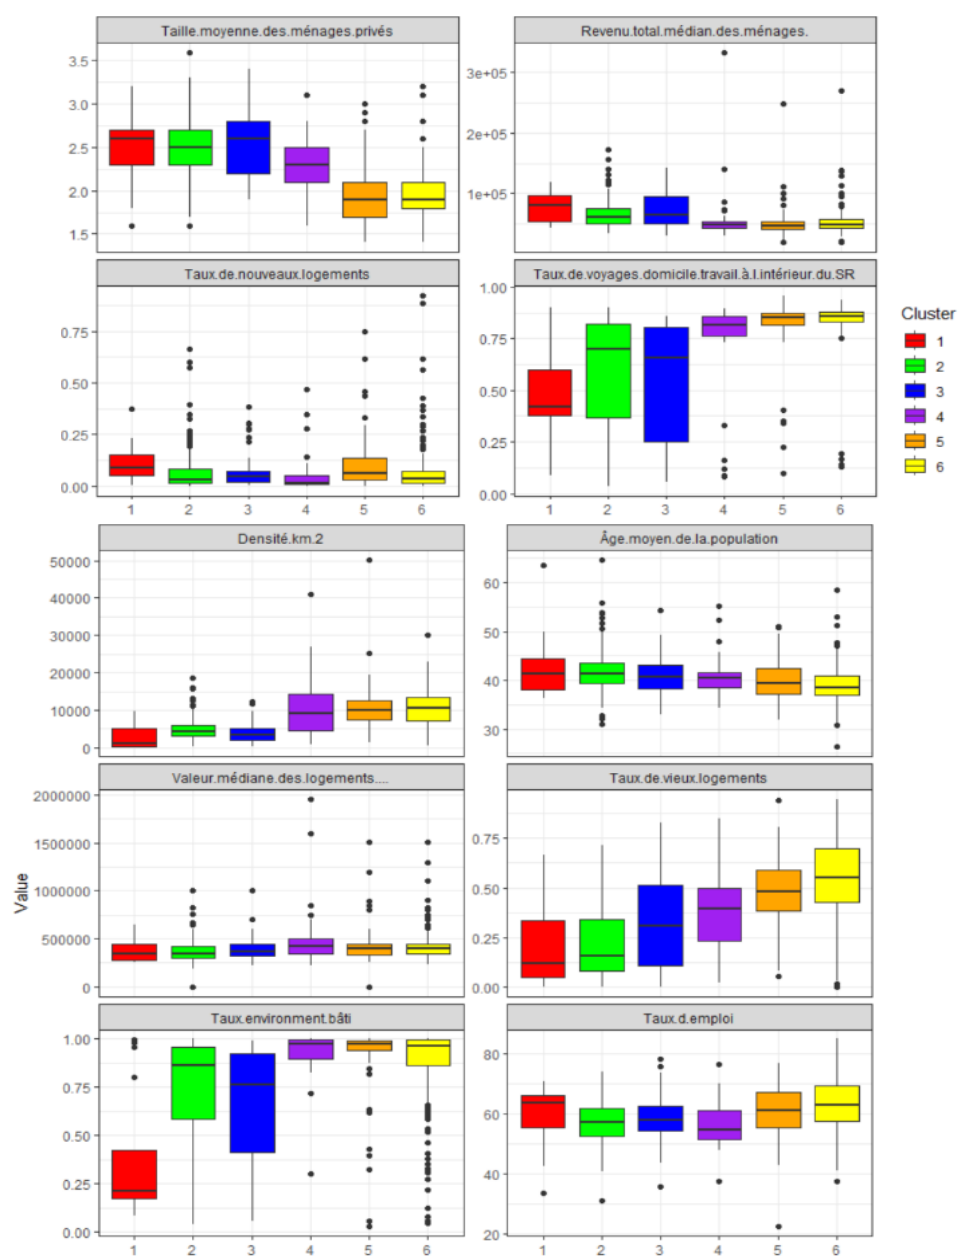 Taille.moyenne.des.ménages.privés
3.5
3.0
2.5
2.0
1.5
Revenu.total.médian.des.ménages.
3e+05
2e+05
1e+05
Taux.de.nouveaux.logements
0.75
0.50
0.25
0.00
1 2 3 4 5 6
Taux.de.voyages.domicile.travail.à.l.intérieur.du.SR
1.00
0.75
0.50
0.25
0.00
1 2 3 4 5 6
Cluster
1
2
3
4
5
6
Densité.km.2
50000
40000
30000
20000
10000
0
Âge.moyen.de.la.population
60
50
40
30
Valeur.médiane.des.logements....
2000000
1500000
1000000
500000
0
Taux.de.vieux.logements
0.75
0.50
0.25
0.00
Value
Taux.environment.bâti
1.00
0.75
0.50
0.25
0.00
1 2 3 4 5 6
Taux.d.emploi
80
60
40
20
1 2 3 4 5 6